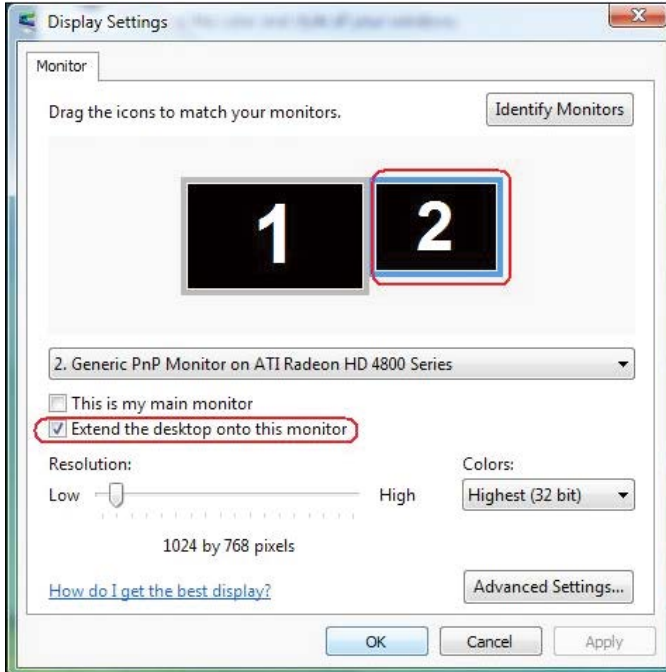 Display Settings
Monitor
Drag the icons to match your monitors.
Identify Monitors
1
2
2. Generic PnP Monitor on ATI Radeon HD 4800 Series
This is my main monitor
Extend the desktop onto this monitor
Resolution:
Colors:
Low
High
Highest (32 bit)
1024 by 768 pixels
How do I get the best display?
Advanced Settings...
OK
Cancel
Apply